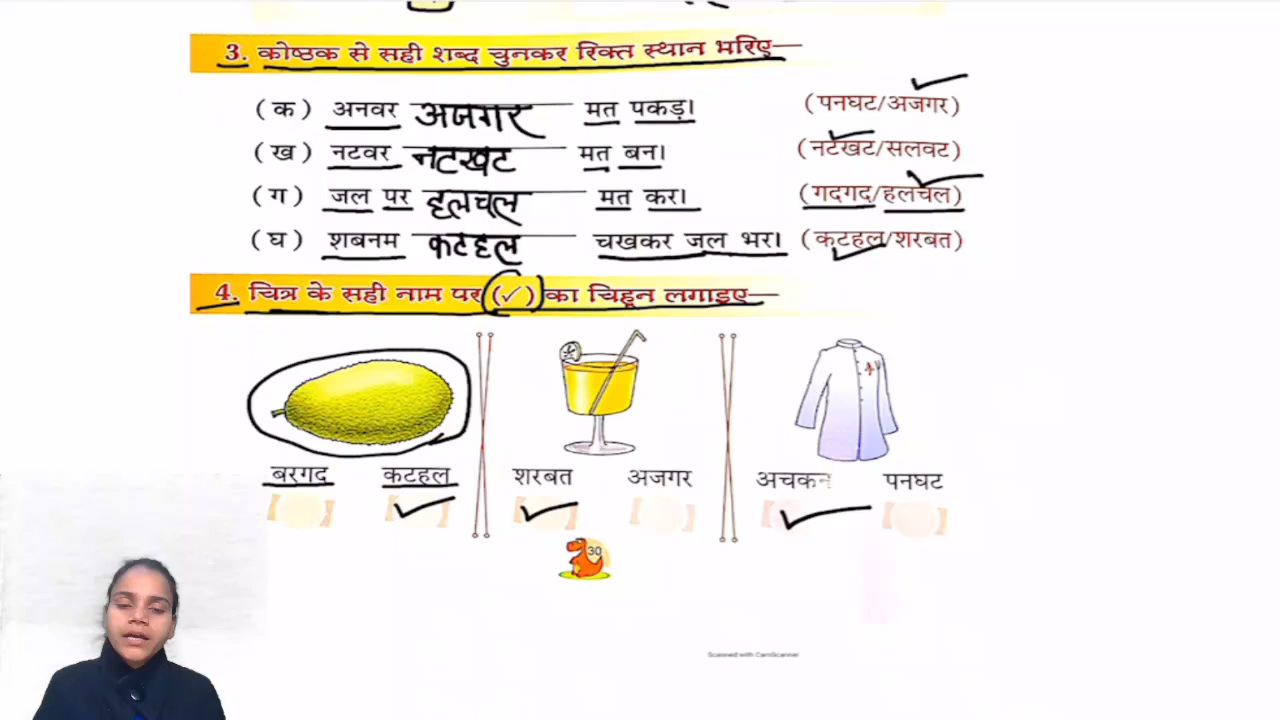 3. कोष्ठक से सही शब्द चुनकर रिक्त स्थान भरिए—
(क) अनवर अजगर मत पकड़। (पनघट/अजगर)
(ख) नटवर नटखट मत बन। (नटखट/सलवट)
(ग) जल पर हलचल मत कर। (गदगद/हलचल)
(घ) शबनम कटहल चखकर जल भर। (कटहल/शरबत)
4. चित्र के सही नाम पर (✓) का चिह्न लगाइए—
बरगद कटहल शरबत अजगर अचकन पनघट
30
Scanned with CamScanner